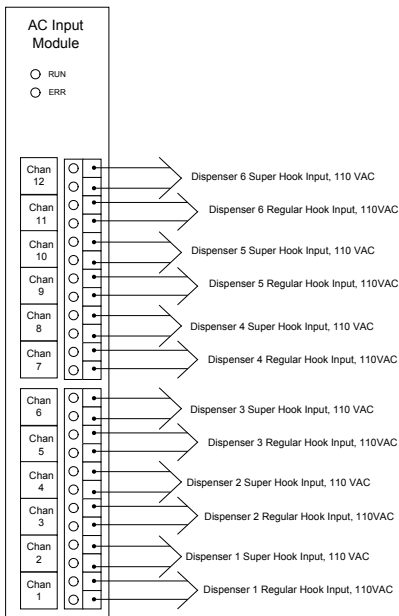 AC Input
Module
RUN
ERR
Chan
12
Dispenser 6 Super Hook Input, 110 VAC
Chan
11
Dispenser 6 Regular Hook Input, 110VAC
Chan
10
Dispenser 5 Super Hook Input, 110 VAC
Chan
9
Dispenser 5 Regular Hook Input, 110VAC
Chan
8
Dispenser 4 Super Hook Input, 110 VAC
Chan
7
Dispenser 4 Regular Hook Input, 110VAC
Chan
6
Dispenser 3 Super Hook Input, 110 VAC
Chan
5
Dispenser 3 Regular Hook Input, 110VAC
Chan
4
Dispenser 2 Super Hook Input, 110 VAC
Chan
3
Dispenser 2 Regular Hook Input, 110VAC
Chan
2
Dispenser 1 Super Hook Input, 110 VAC
Chan
1
Dispenser 1 Regular Hook Input, 110VAC